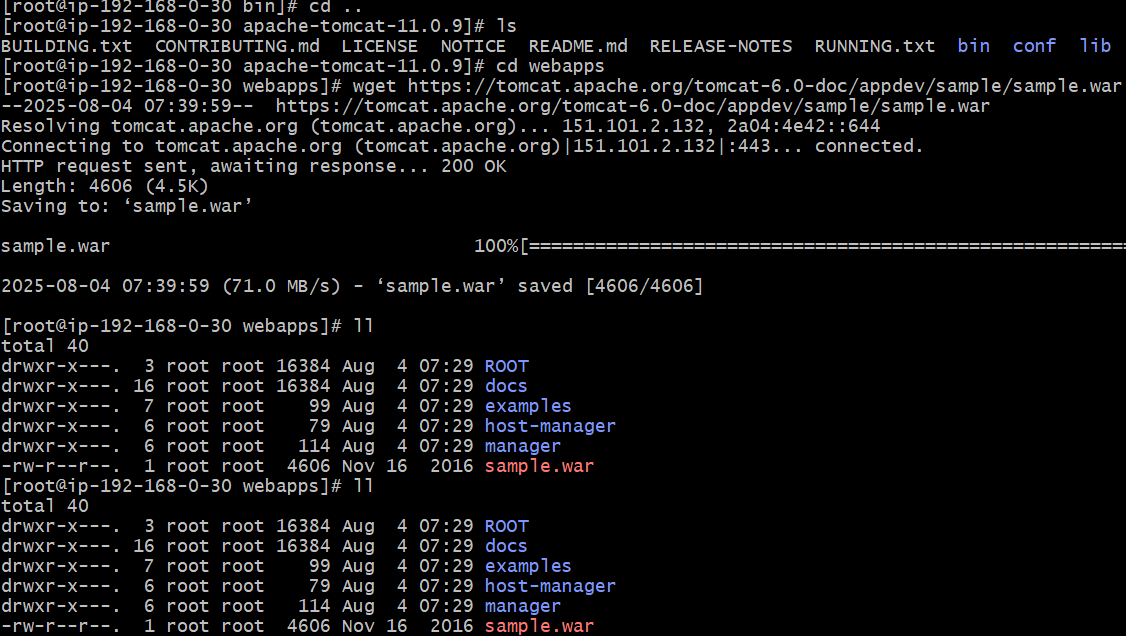 [root@ip-192-168-0-30 bin]# cd ..
[root@ip-192-168-0-30 apache-tomcat-11.0.9]# ls
BUILDING.txt  CONTRIBUTING.md  LICENSE  NOTICE  README.md  RELEASE-NOTES  RUNNING.txt  bin  conf  lib
[root@ip-192-168-0-30 apache-tomcat-11.0.9]# cd webapps
[root@ip-192-168-0-30 webapps]# wget https://tomcat.apache.org/tomcat-6.0-doc/appdev/sample/sample.war
--2025-08-04 07:39:59--  https://tomcat.apache.org/tomcat-6.0-doc/appdev/sample/sample.war
Resolving tomcat.apache.org (tomcat.apache.org)... 151.101.2.132, 2a04:4e42::644
Connecting to tomcat.apache.org (tomcat.apache.org)|151.101.2.132|:443... connected.
HTTP request sent, awaiting response... 200 OK
Length: 4606 (4.5K)
Saving to: ‘sample.war’
sample.war                                 100%[======================================================
2025-08-04 07:39:59 (71.0 MB/s) - ‘sample.war’ saved [4606/4606]
[root@ip-192-168-0-30 webapps]# ll
total 40
drwxr-x---.  3 root root 16384 Aug  4 07:29 ROOT
drwxr-x---. 16 root root 16384 Aug  4 07:29 docs
drwxr-x---.  7 root root    99 Aug  4 07:29 examples
drwxr-x---.  6 root root    79 Aug  4 07:29 host-manager
drwxr-x---.  6 root root   114 Aug  4 07:29 manager
-rw-r--r--.  1 root root  4606 Nov 16  2016 sample.war
[root@ip-192-168-0-30 webapps]# ll
total 40
drwxr-x---.  3 root root 16384 Aug  4 07:29 ROOT
drwxr-x---. 16 root root 16384 Aug  4 07:29 docs
drwxr-x---.  7 root root    99 Aug  4 07:29 examples
drwxr-x---.  6 root root    79 Aug  4 07:29 host-manager
drwxr-x---.  6 root root   114 Aug  4 07:29 manager
-rw-r--r--.  1 root root  4606 Nov 16  2016 sample.war